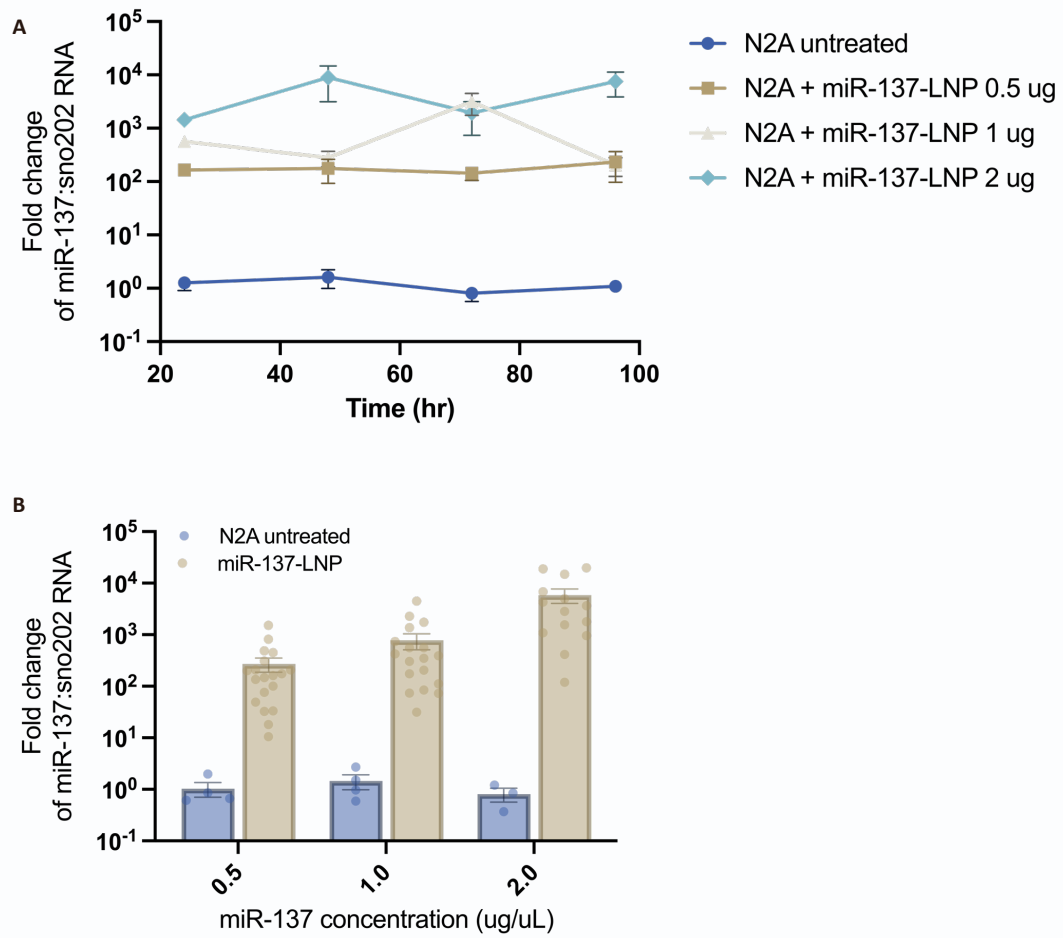 A
Fold change
of miR-137:sno202 RNA
10^5
10^4
10^3
10^2
10^1
10^0
10^-1
20 40 60 80 100
Time (hr)
N2A untreated
N2A + miR-137-LNP 0.5 ug
N2A + miR-137-LNP 1 ug
N2A + miR-137-LNP 2 ug
B
Fold change
of miR-137:sno202 RNA
10^5
10^4
10^3
10^2
10^1
10^0
10^-1
N2A untreated
miR-137-LNP
0.5 1.0 2.0
miR-137 concentration (ug/uL)